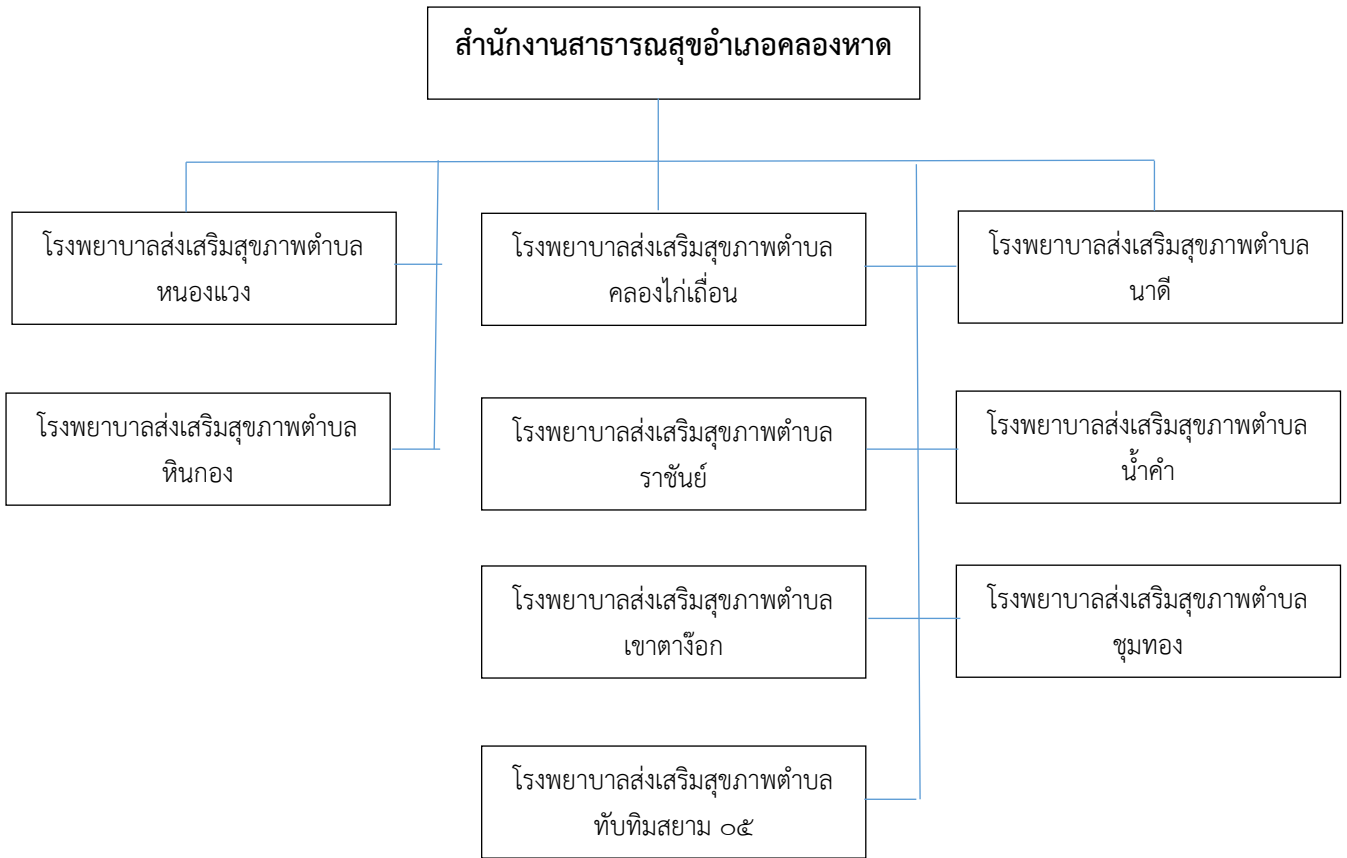 สำนักงานสาธารณสุขอำเภอคลองหาด
โรงพยาบาลส่งเสริมสุขภาพตำบล
หนองแวง
โรงพยาบาลส่งเสริมสุขภาพตำบล
คลองไก่เถื่อน
โรงพยาบาลส่งเสริมสุขภาพตำบล
นาดี
โรงพยาบาลส่งเสริมสุขภาพตำบล
หินกอง
โรงพยาบาลส่งเสริมสุขภาพตำบล
ราชันย์
โรงพยาบาลส่งเสริมสุขภาพตำบล
น้ำคำ
โรงพยาบาลส่งเสริมสุขภาพตำบล
เขาตาง๊อก
โรงพยาบาลส่งเสริมสุขภาพตำบล
ชุมทอง
โรงพยาบาลส่งเสริมสุขภาพตำบล
ทับทิมสยาม ๐๕